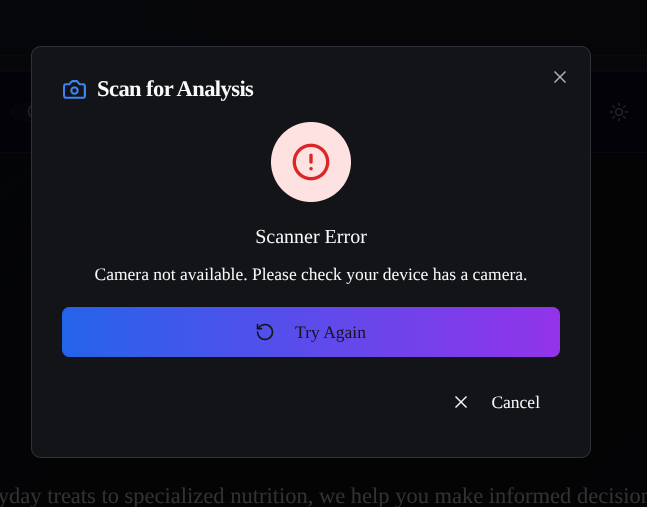 Scan for Analysis
Scanner Error
Camera not available. Please check your device has a camera.
Try Again
Cancel
yday treats to specialized nutrition, we help you make informed decision